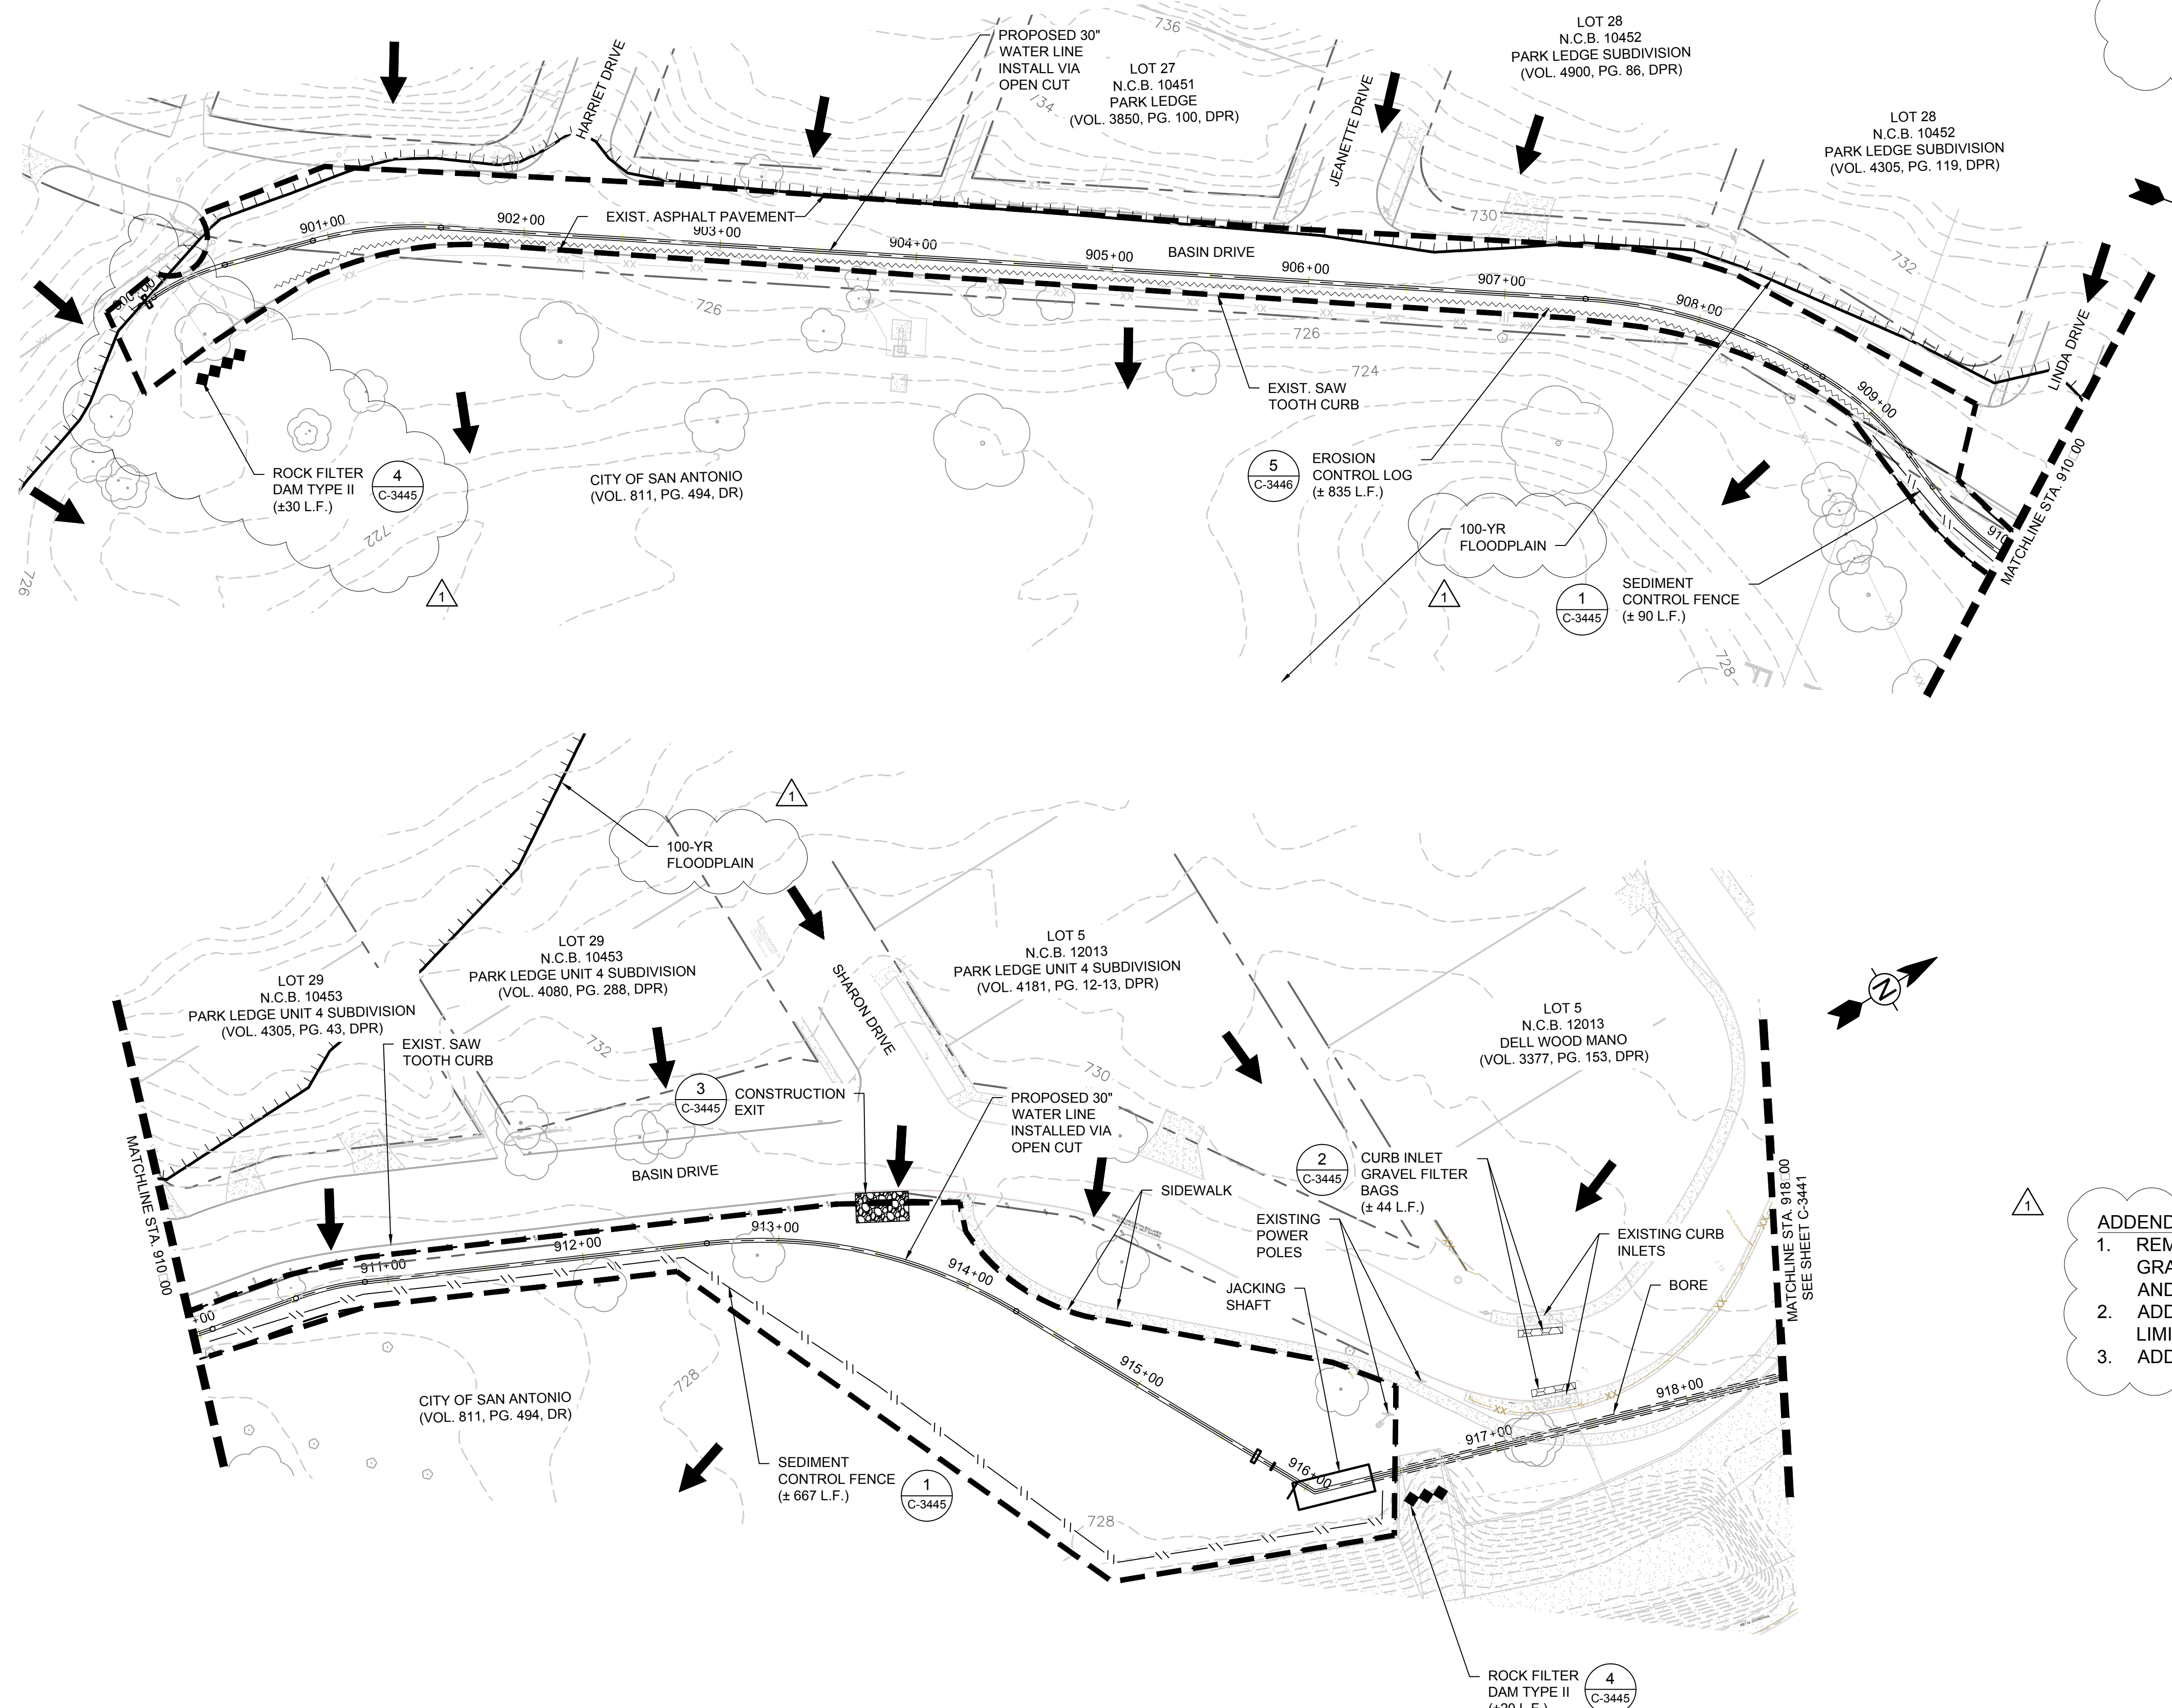 736
LOT 28
N.C.B. 10452
PARK LEDGE SUBDIVISION
(VOL. 4900, PG. 86, DPR)
PROPOSED 30"
WATER LINE
INSTALL VIA
OPEN CUT
734
LOT 27
N.C.B. 10451
PARK LEDGE
(VOL. 3850, PG. 100, DPR)
HARRIET DRIVE
JEANETTE DRIVE
LOT 28
N.C.B. 10452
PARK LEDGE SUBDIVISION
(VOL. 4305, PG. 119, DPR)
730
732
LINDA DRIVE
EXIST. ASPHALT PAVEMENT
BASIN DRIVE
900+00
901+00
902+00
903+00
904+00
905+00
906+00
907+00
908+00
909+00
910
MATCHLINE STA. 910 00
726
726
724
EXIST. SAW
TOOTH CURB
ROCK FILTER
DAM TYPE II
(±30 L.F.)
4
C-3445
CITY OF SAN ANTONIO
(VOL. 811, PG. 494, DR)
5
C-3446
EROSION
CONTROL LOG
(± 835 L.F.)
100-YR
FLOODPLAIN
722
726
1
1
1
C-3445
SEDIMENT
CONTROL FENCE
(± 90 L.F.)
728
1
100-YR
FLOODPLAIN
LOT 29
N.C.B. 10453
PARK LEDGE UNIT 4 SUBDIVISION
(VOL. 4305, PG. 43, DPR)
LOT 29
N.C.B. 10453
PARK LEDGE UNIT 4 SUBDIVISION
(VOL. 4080, PG. 288, DPR)
SHARON DRIVE
LOT 5
N.C.B. 12013
PARK LEDGE UNIT 4 SUBDIVISION
(VOL. 4181, PG. 12-13, DPR)
LOT 5
N.C.B. 12013
DELL WOOD MANO
(VOL. 3377, PG. 153, DPR)
N
EXIST. SAW
TOOTH CURB
732
730
3
C-3445
CONSTRUCTION
EXIT
PROPOSED 30"
WATER LINE
INSTALLED VIA
OPEN CUT
MATCHLINE STA. 910 00
BASIN DRIVE
2
C-3445
CURB INLET
GRAVEL FILTER
BAGS
(± 44 L.F.)
SIDEWALK
EXISTING
POWER
POLES
EXISTING CURB
INLETS
JACKING
SHAFT
BORE
MATCHLINE STA. 918 00
SEE SHEET C-3441
+00
911+00
912+00
913+00
914+00
915+00
916+00
917+00
918+00
1
ADDEND
1. REM
GRA
AND
2. ADD
LIMI
3. ADD
CITY OF SAN ANTONIO
(VOL. 811, PG. 494, DR)
728
SEDIMENT
CONTROL FENCE
(± 667 L.F.)
1
C-3445
728
ROCK FILTER
DAM TYPE II
4
C-3445